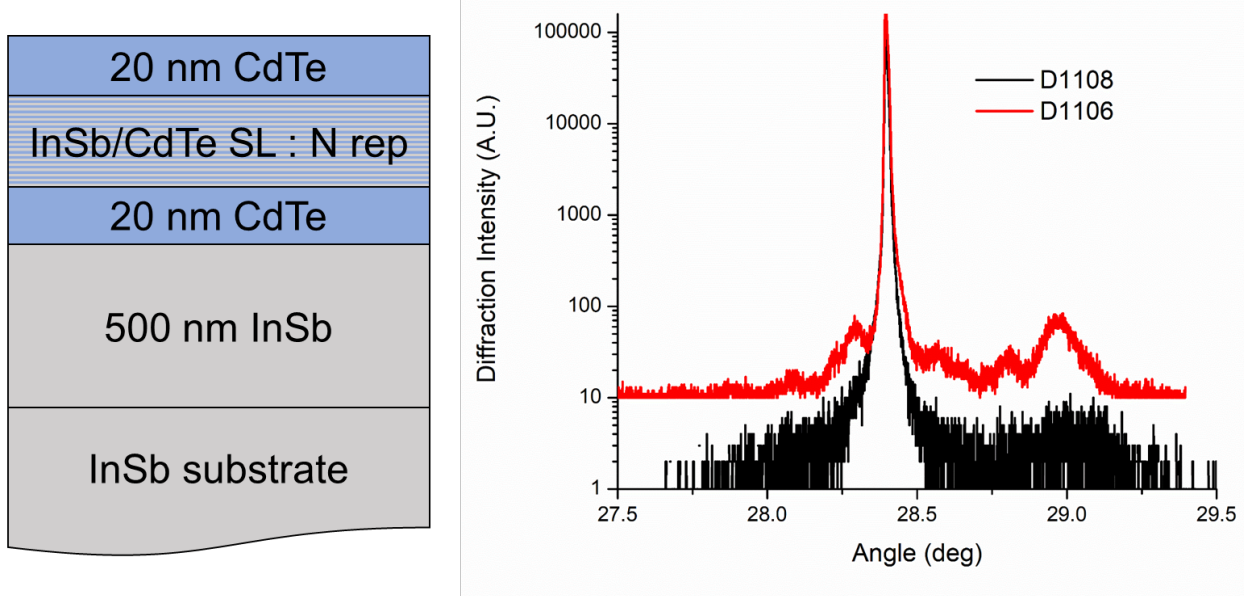 20 nm CdTe
InSb/CdTe SL : N rep
20 nm CdTe
500 nm InSb
InSb substrate
Diffraction Intensity (A.U.)
100000
10000
1000
100
10
1
27.5 28.0 28.5 29.0 29.5
Angle (deg)
D1108
D1106